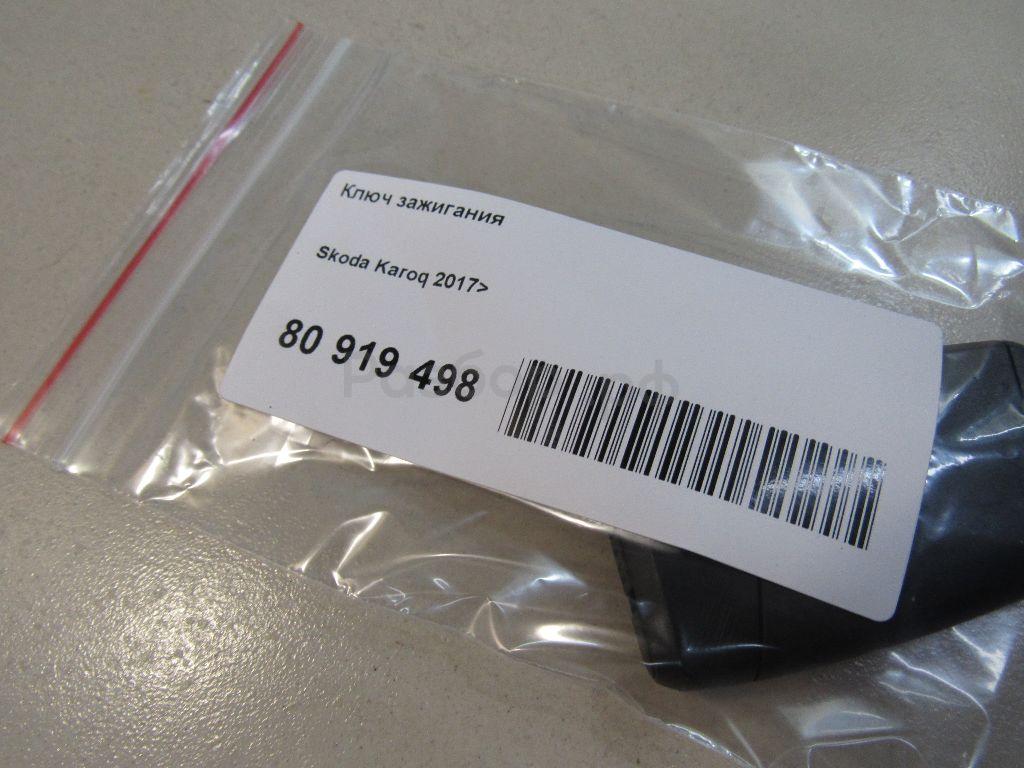 Ключ зажигания
Skoda Karoq 2017>
80 919 498